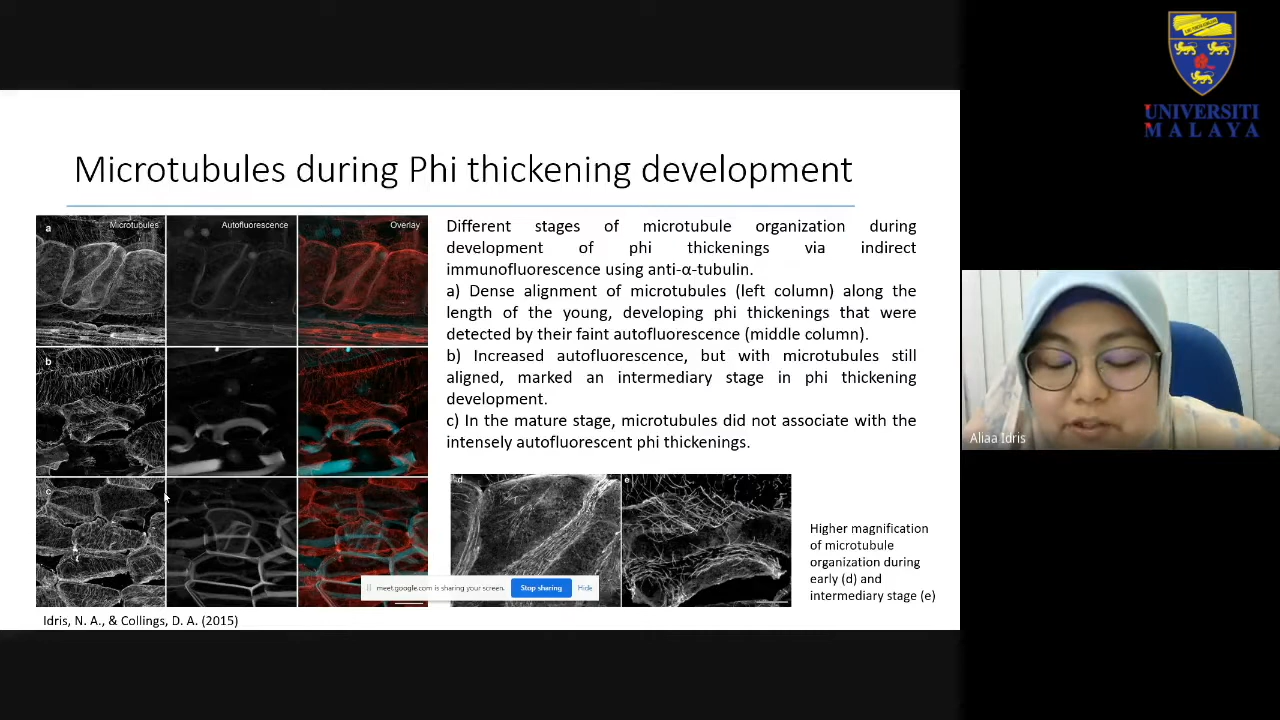 UNIVERSITI
MALAYA
Microtubules during Phi thickening development
a
Microtubules
Autofluorescence
Overlay
b
c
Different stages of microtubule organization during
development of phi thickenings via indirect
immunofluorescence using anti-α-tubulin.
a) Dense alignment of microtubules (left column) along the
length of the young, developing phi thickenings that were
detected by their faint autofluorescence (middle column).
b) Increased autofluorescence, but with microtubules still
aligned, marked an intermediary stage in phi thickening
development.
c) In the mature stage, microtubules did not associate with the
intensely autofluorescent phi thickenings.
d
e
Higher magnification
of microtubule
organization during
early (d) and
intermediary stage (e)
meet.google.com is sharing your screen.
Stop sharing
Hide
Idris, N. A., & Collings, D. A. (2015)
Aliaa Idris